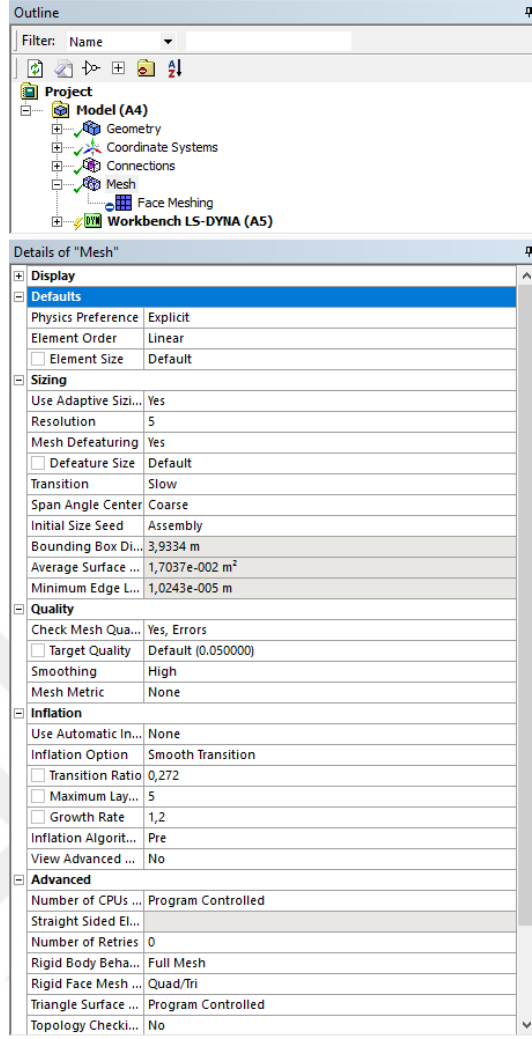 Outline
Filter: Name
Project
Model (A4)
Geometry
Coordinate Systems
Connections
Mesh
Face Meshing
Workbench LS-DYNA (A5)
Details of "Mesh"
Display
Defaults
Physics Preference Explicit
Element Order Linear
Element Size Default
Sizing
Use Adaptive Sizi... Yes
Resolution 5
Mesh Defeaturing Yes
Defeature Size Default
Transition Slow
Span Angle Center Coarse
Initial Size Seed Assembly
Bounding Box Di... 3,9334 m
Average Surface ... 1,7037e-002 m²
Minimum Edge L... 1,0243e-005 m
Quality
Check Mesh Qua... Yes, Errors
Target Quality Default (0.050000)
Smoothing High
Mesh Metric None
Inflation
Use Automatic In... None
Inflation Option Smooth Transition
Transition Ratio 0,272
Maximum Lay... 5
Growth Rate 1,2
Inflation Algorit... Pre
View Advanced ... No
Advanced
Number of CPUs ... Program Controlled
Straight Sided El...
Number of Retries 0
Rigid Body Beha... Full Mesh
Rigid Face Mesh ... Quad/Tri
Triangle Surface ... Program Controlled
Topology Checki... No